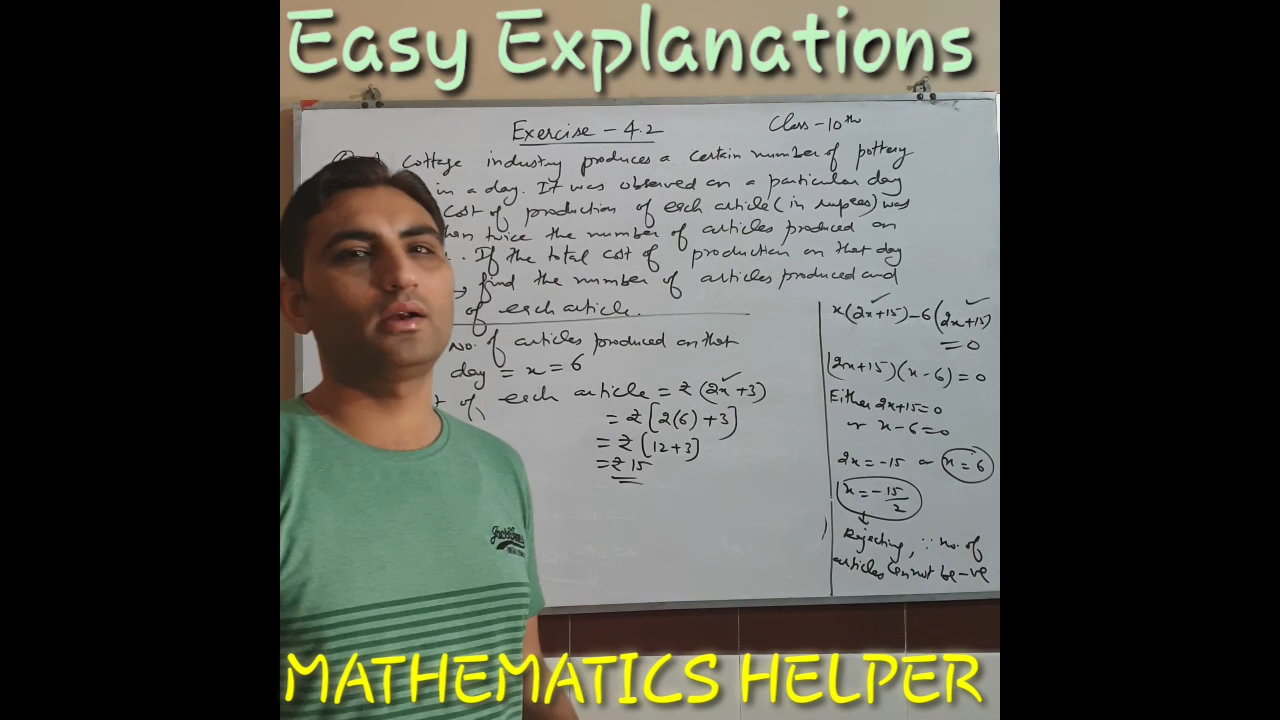 Easy Explanations
Exercise - 4.2
Class - 10th
cottage industry produces a certain number of pottery
in a day. It was observed on a particular day
cost of production of each article (in rupees) was
twice the number of articles produced on
. If the total cost of production on that day
find the number of articles produced and
of each article.
No. of articles produced on that
day = x = 6
of each article = ₹ (2x + 3)
= ₹ [2(6) + 3]
= ₹ [12+3]
= ₹ 15
x(2x+15) - 6(2x+15)
= 0
(2x+15)(x-6) = 0
Either 2x+15=0
or x-6=0
2x = -15 or x = 6
x = -15/2
Rejecting, ∵ no. of
articles cannot be -ve
MATHEMATICS HELPER